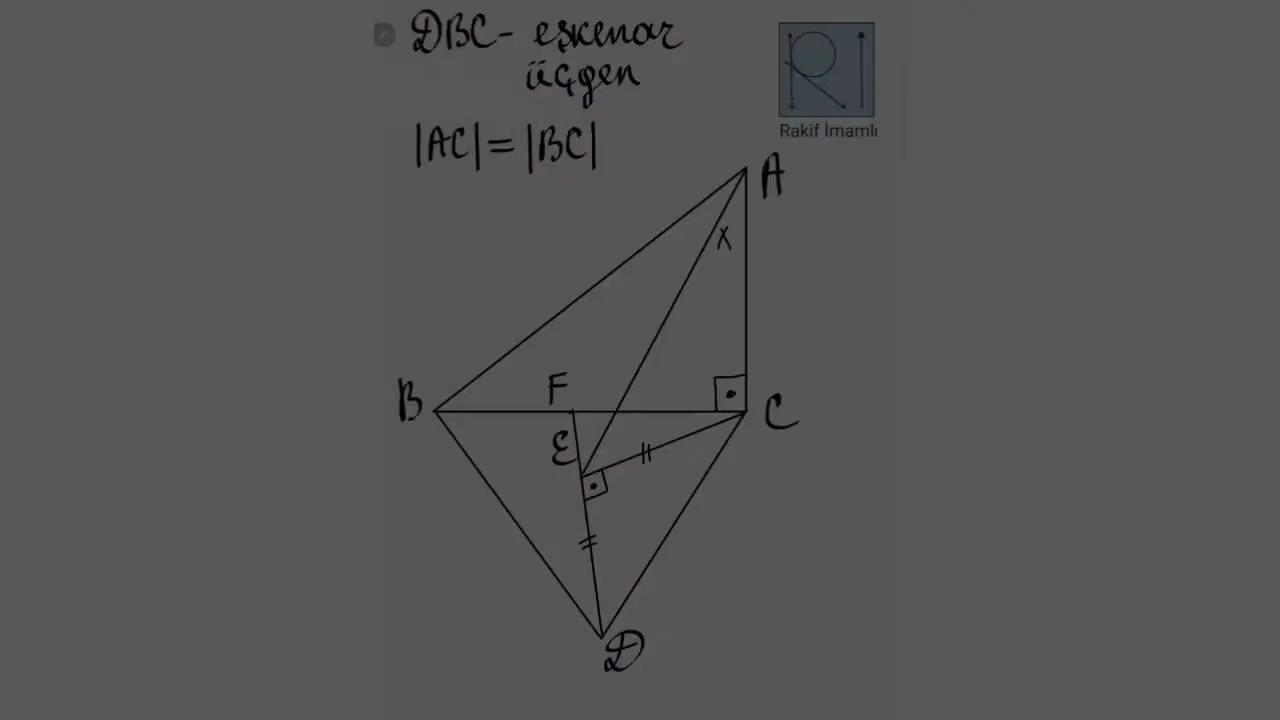 DBC - eşkenar
üçgen
|AC| = |BC|
Rakif İmamlı
A
X
B
F
C
E
D